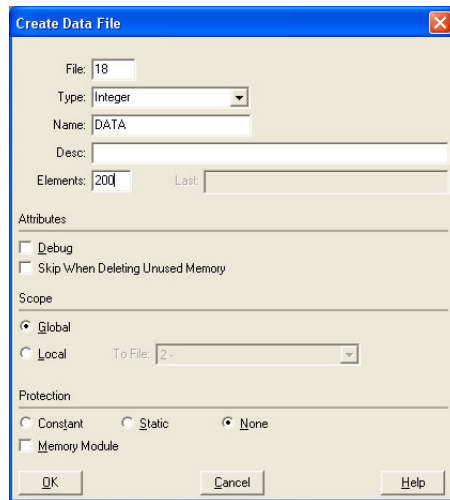 Create Data File
File: 18
Type: Integer
Name: DATA
Desc:
Elements: 200 Last:
Attributes
Debug
Skip When Deleting Unused Memory
Scope
Global
Local To File: 2 -
Protection
Constant Static None
Memory Module
OK Cancel Help